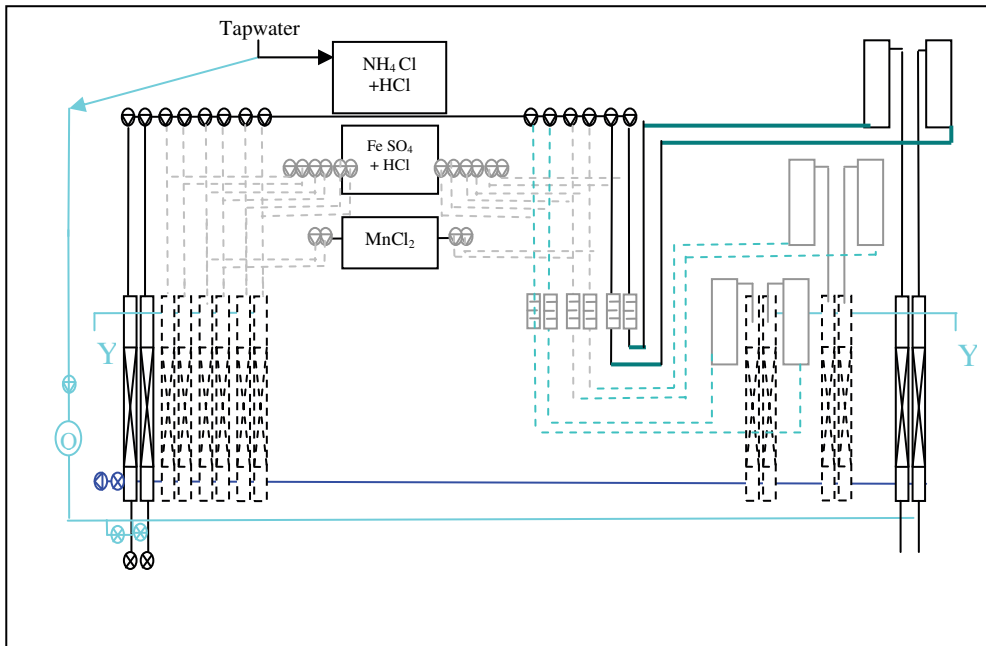 Tapwater
NH4 Cl
+HCl
Fe SO4
+ HCl
MnCl2
Y
Y
O